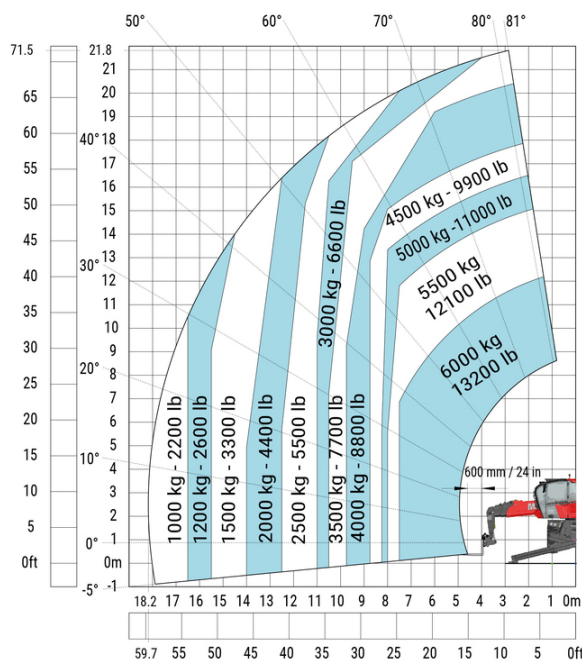 50° 60° 70° 80° 81°
71.5 21.8
21
65 20
19
60 40° 18
55 17
16
50 15
45 14
13
40 30° 12
35 11
10
30 9
25 20° 8
7
20 6
15 5
10° 4
10 3
2
5 1
0°
0ft 0m
-5° -1
1000 kg - 2200 lb
1200 kg - 2600 lb
1500 kg - 3300 lb
2000 kg - 4400 lb
2500 kg - 5500 lb
3000 kg - 6600 lb
3500 kg - 7700 lb
4000 kg - 8800 lb
4500 kg - 9900 lb
5000 kg -11000 lb
5500 kg
12100 lb
6000 kg
13200 lb
600 mm / 24 in
18.2 17 16 15 14 13 12 11 10 9 8 7 6 5 4 3 2 1 0m
59.7 55 50 45 40 35 30 25 20 15 10 5 0ft